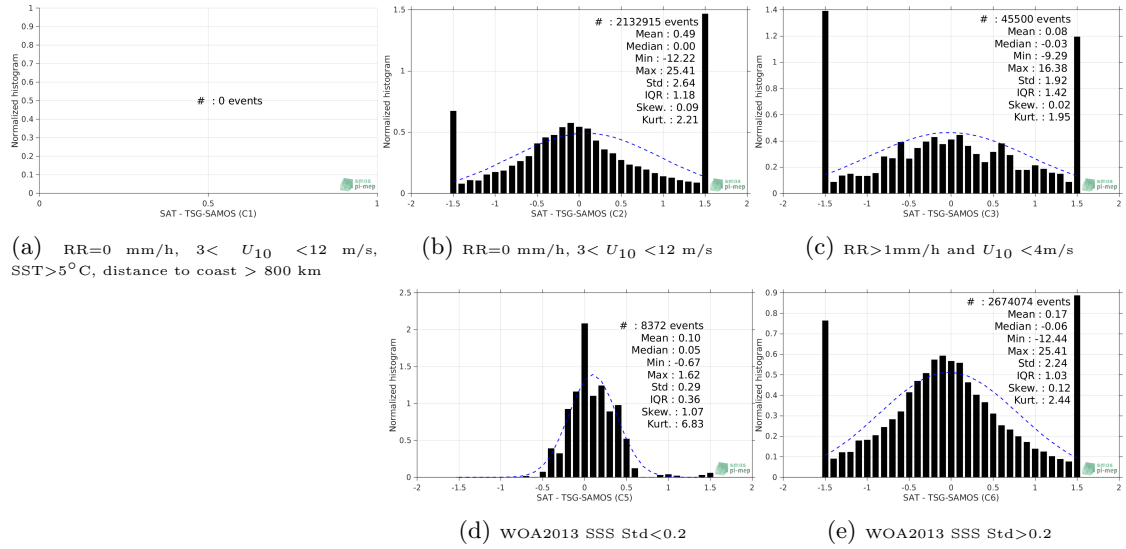 1
0.9
0.8
0.7
0.6
0.5
0.4
0.3
0.2
0.1
0
Normalized histogram
# : 0 events
smos
pi-mep
0 0.5 1
SAT - TSG-SAMOS (C1)
(a) RR=0 mm/h, 3< U10 <12 m/s,
SST>5°C, distance to coast > 800 km
1.5
1
0.5
0
Normalized histogram
# : 2132915 events
Mean : 0.49
Median : 0.00
Min : -12.22
Max : 25.41
Std : 2.64
IQR : 1.18
Skew. : 0.09
Kurt. : 2.21
smos
pi-mep
-2 -1.5 -1 -0.5 0 0.5 1 1.5 2
SAT - TSG-SAMOS (C2)
(b) RR=0 mm/h, 3< U10 <12 m/s
1.4
1.2
1
0.8
0.6
0.4
0.2
0
Normalized histogram
# : 45500 events
Mean : 0.08
Median : -0.03
Min : -9.29
Max : 16.38
Std : 1.92
IQR : 1.42
Skew. : 0.02
Kurt. : 1.95
smos
pi-mep
-2 -1.5 -1 -0.5 0 0.5 1 1.5 2
SAT - TSG-SAMOS (C3)
(c) RR>1mm/h and U10 <4m/s
2.5
2
1.5
1
0.5
0
Normalized histogram
# : 8372 events
Mean : 0.10
Median : 0.05
Min : -0.67
Max : 1.62
Std : 0.29
IQR : 0.36
Skew. : 1.07
Kurt. : 6.83
smos
pi-mep
-2 -1.5 -1 -0.5 0 0.5 1 1.5 2
SAT - TSG-SAMOS (C5)
(d) WOA2013 SSS Std<0.2
0.9
0.8
0.7
0.6
0.5
0.4
0.3
0.2
0.1
0
Normalized histogram
# : 2674074 events
Mean : 0.17
Median : -0.06
Min : -12.44
Max : 25.41
Std : 2.24
IQR : 1.03
Skew. : 0.12
Kurt. : 2.44
smos
pi-mep
-2 -1.5 -1 -0.5 0 0.5 1 1.5 2
SAT - TSG-SAMOS (C6)
(e) WOA2013 SSS Std>0.2